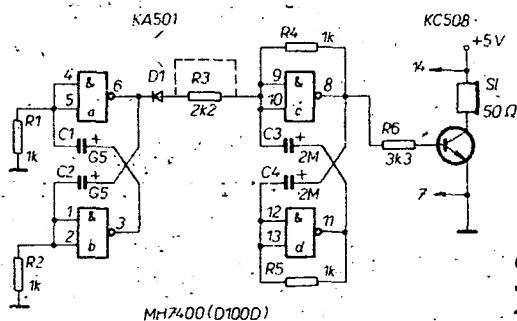 KA501
KC508
+5V
D1
R3
2k2
R4
1k
14
Sl
50 Ω
4
5
&
a
6
9
10
&
c
8
R6
3k3
R1
1k
C1
+
G5
C2
+
G5
C3
+
2M
C4
+
2M
7
1
2
&
b
3
12
13
&
d
11
R2
1k
R5
1k
MH7400 (D100D)